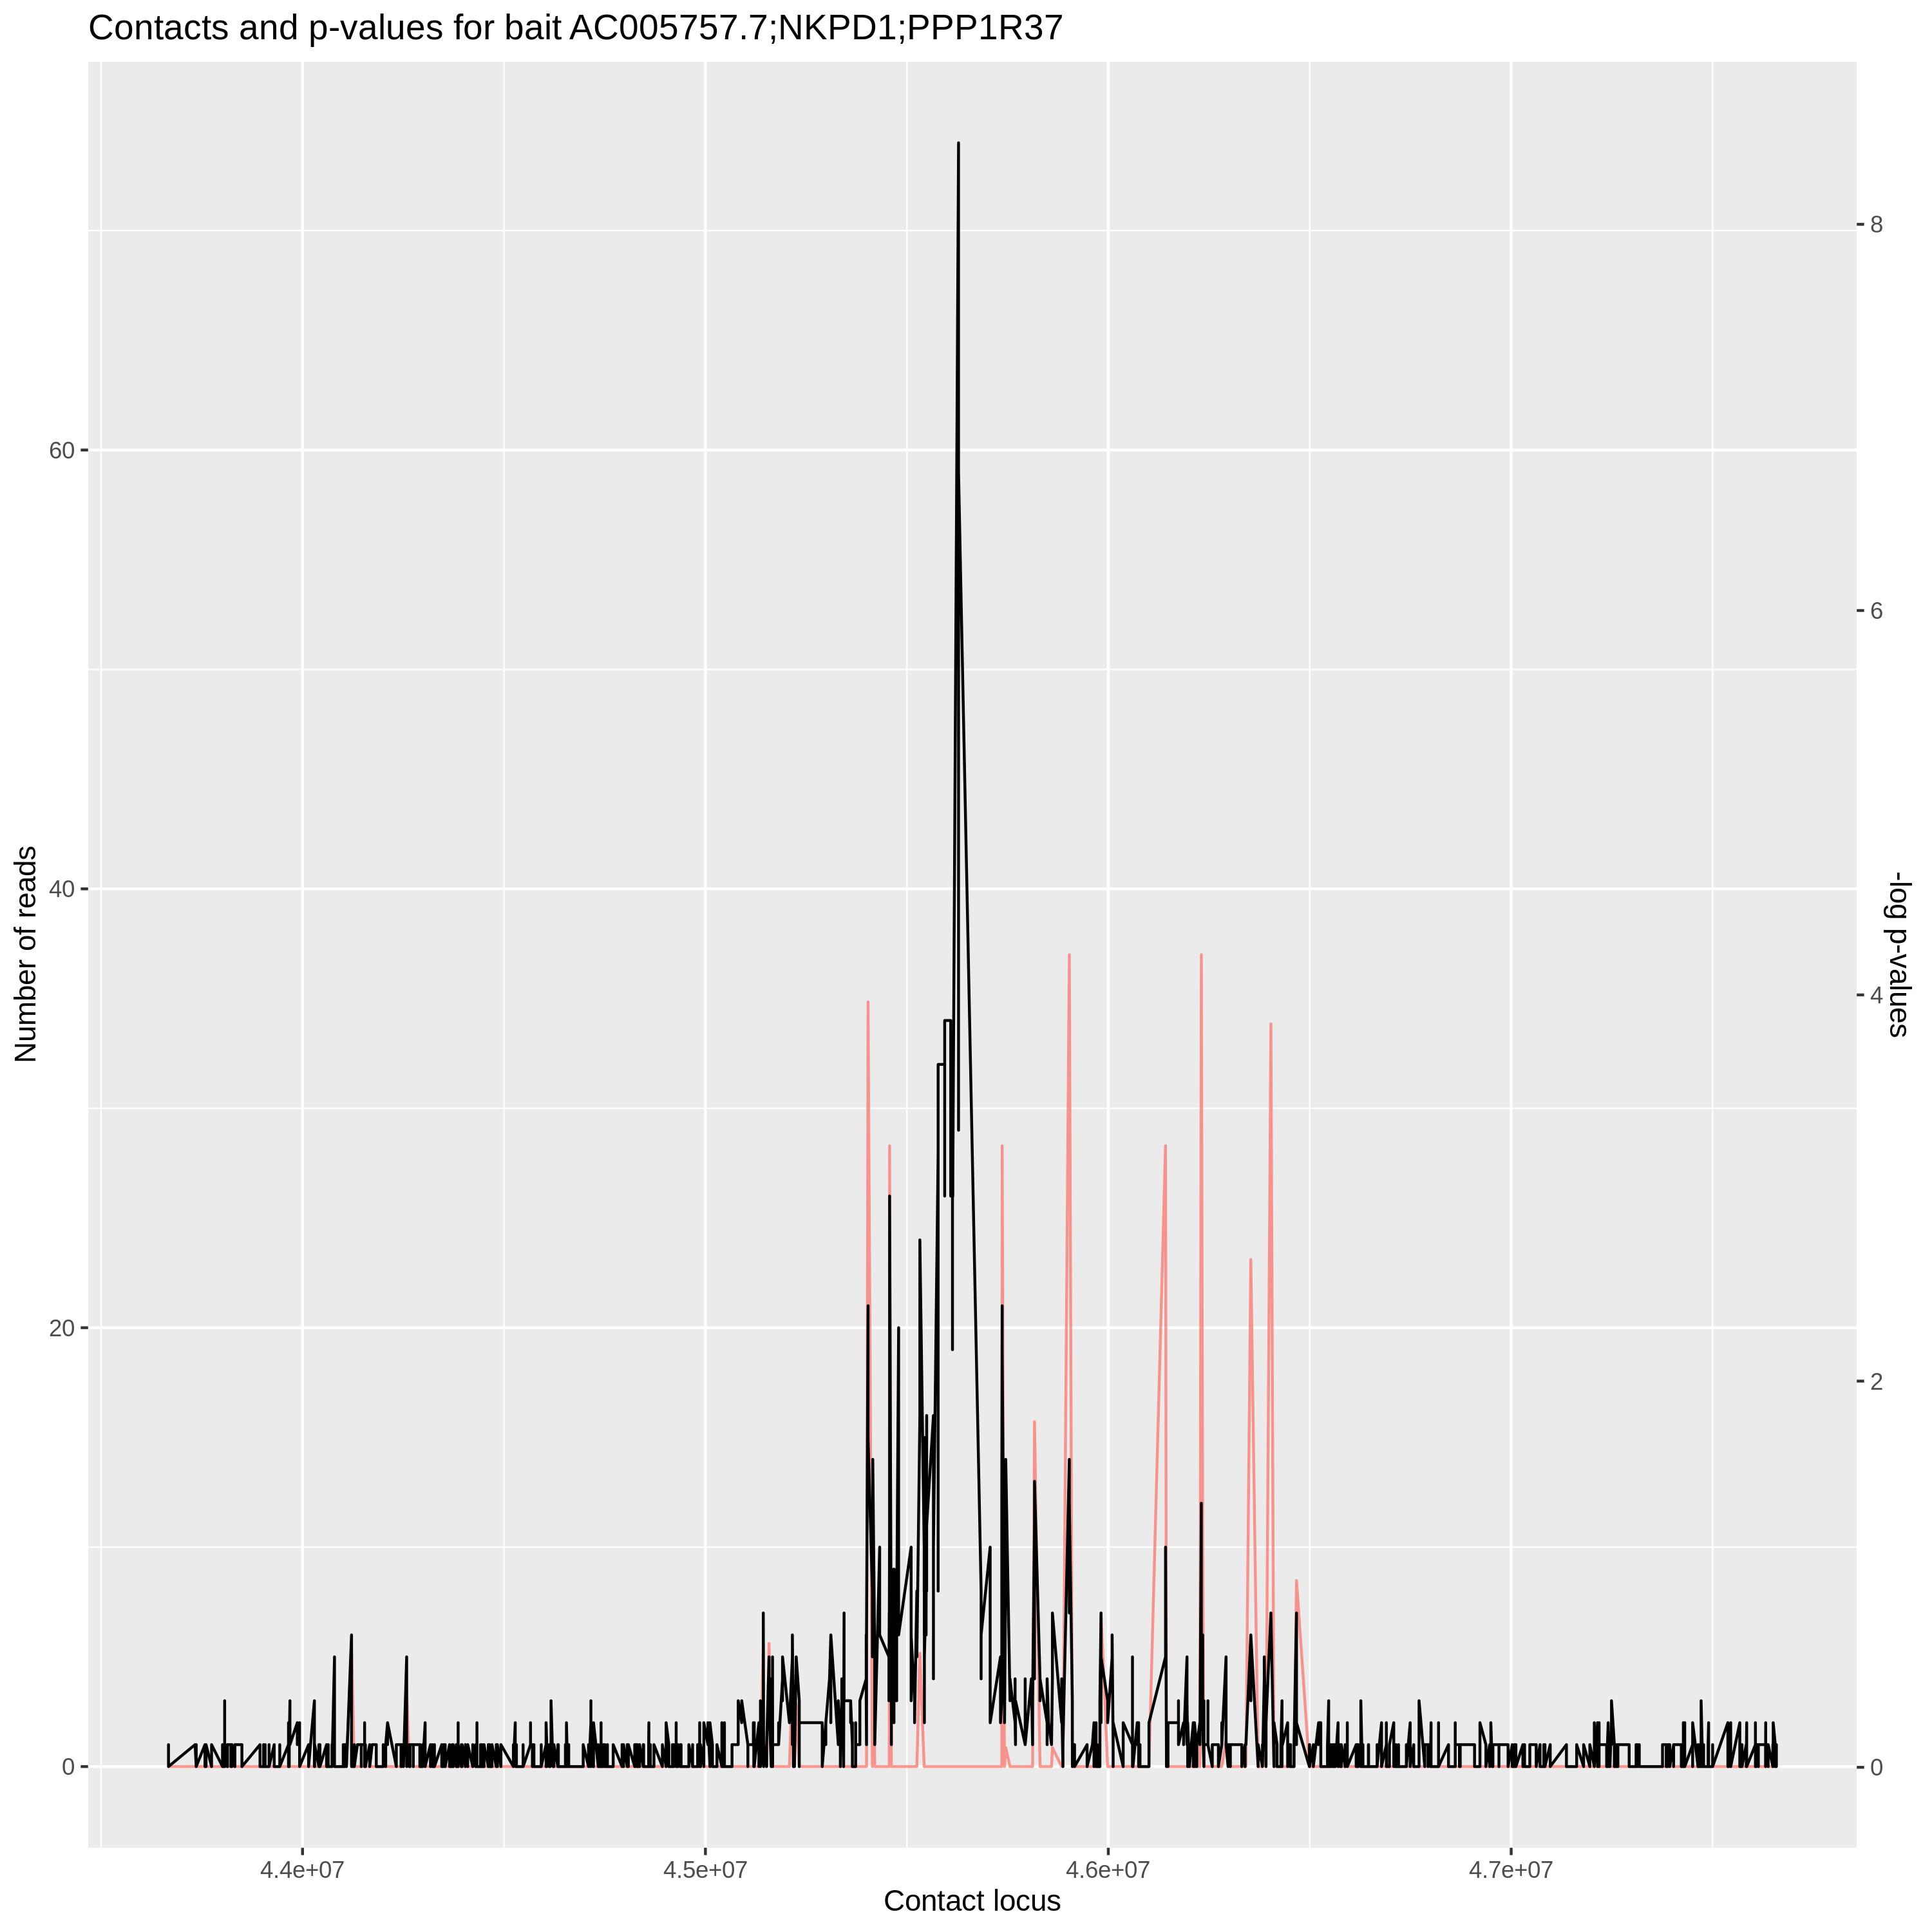 Contacts and p-values for bait AC005757.7;NKPD1;PPP1R37
Number of reads
60
40
20
0
8
6
4
2
0
-log p-values
4.4e+07 4.5e+07 4.6e+07 4.7e+07
Contact locus